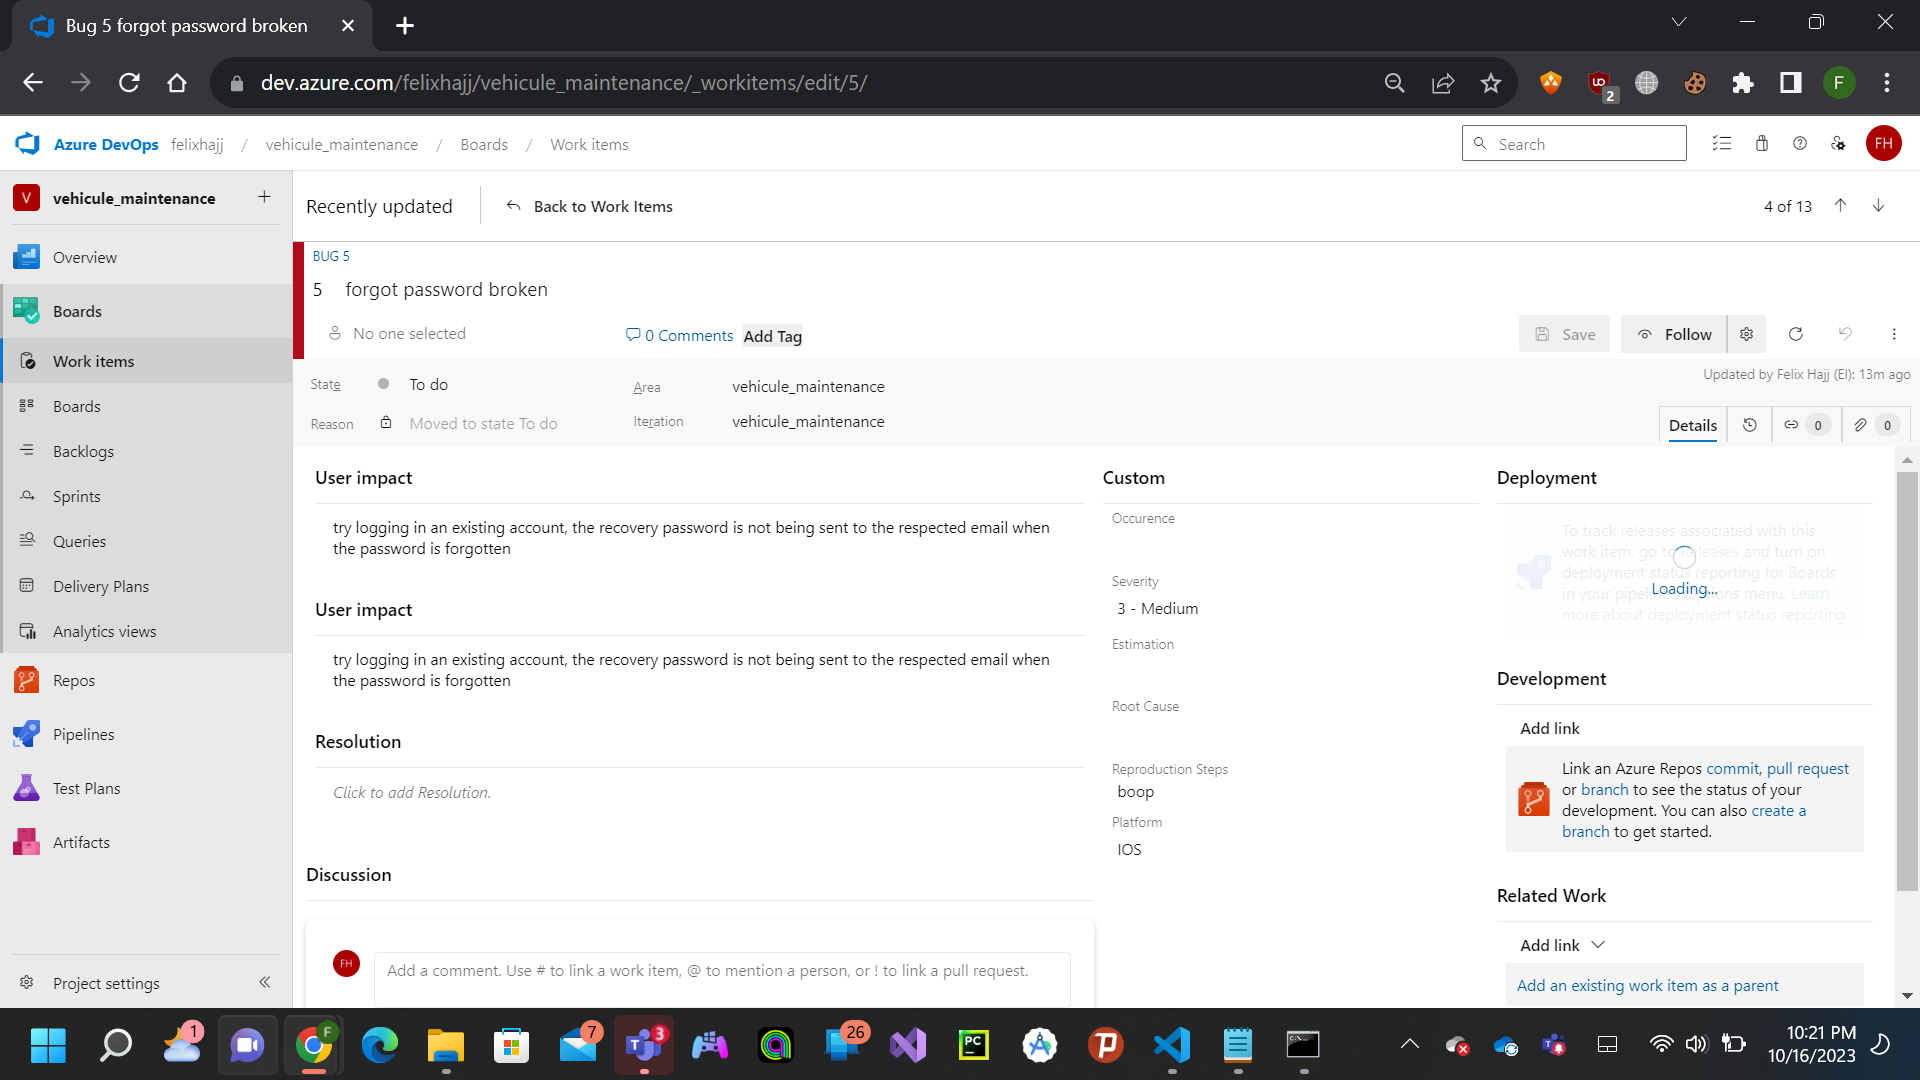 Bug 5 forgot password broken
dev.azure.com/felixhajj/vehicule_maintenance/_workitems/edit/5/
2
F
Azure DevOps felixhajj / vehicule_maintenance / Boards / Work items
Search
FH
V vehicule_maintenance
Overview
Boards
Work items
Boards
Backlogs
Sprints
Queries
Delivery Plans
Analytics views
Repos
Pipelines
Test Plans
Artifacts
Project settings
Recently updated
Back to Work Items
4 of 13
BUG 5
5 forgot password broken
No one selected
0 Comments
Add Tag
Save
Follow
State To do
Area vehicule_maintenance
Updated by Felix Hajj (EI): 13m ago
Reason Moved to state To do
Iteration vehicule_maintenance
Details
0
0
User impact
try logging in an existing account, the recovery password is not being sent to the respected email when
the password is forgotten
User impact
try logging in an existing account, the recovery password is not being sent to the respected email when
the password is forgotten
Resolution
Click to add Resolution.
Discussion
FH
Add a comment. Use # to link a work item, @ to mention a person, or ! to link a pull request.
Custom
Occurence
Severity
3 - Medium
Estimation
Root Cause
Reproduction Steps
boop
Platform
IOS
Deployment
To track releases associated with this
work item, go to Releases and turn on
deployment status reporting for Boards
Loading...
in your pipeline's Options menu. Learn
more about deployment status reporting
Development
Add link
Link an Azure Repos commit, pull request
or branch to see the status of your
development. You can also create a
branch to get started.
Related Work
Add link
Add an existing work item as a parent
1
F
7
3
26
PC
10:21 PM
10/16/2023